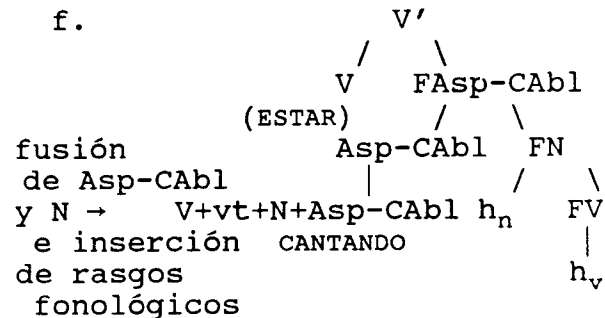 f. V'
/ \
V FAsp-CAbl
(ESTAR) / \
fusión Asp-CAbl FN
de Asp-CAbl | / \
y N → V+vt+N+Asp-CAbl hn FV
e inserción CANTANDO |
de rasgos hv
fonológicos